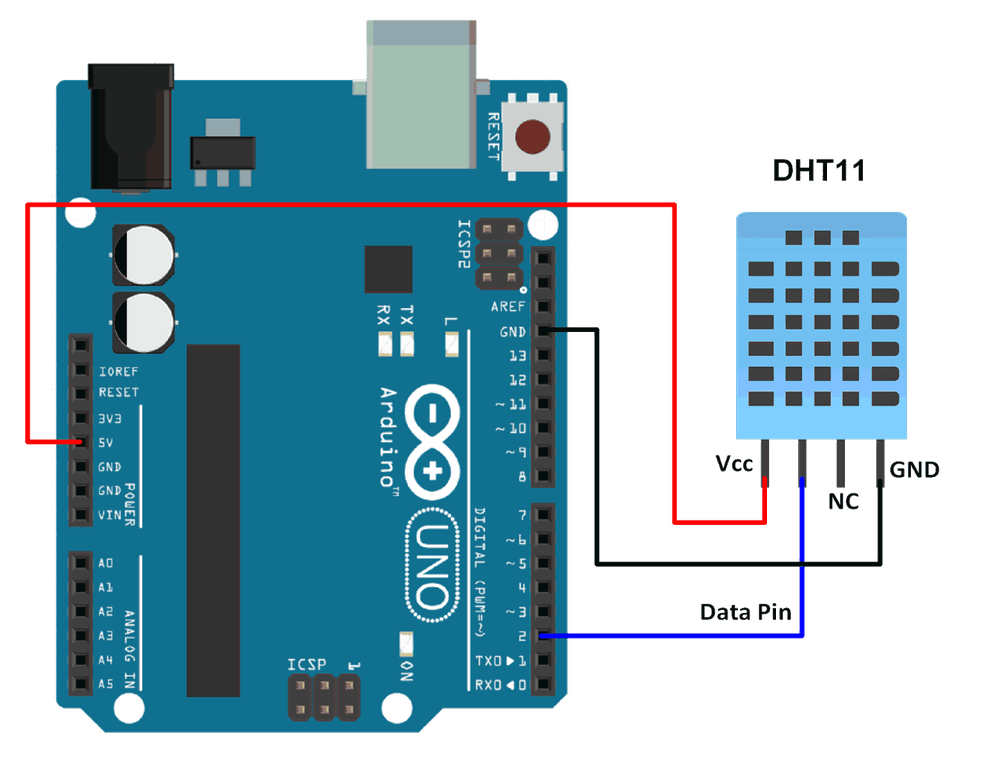 RESET
DHT11
ICSP2
AREF
GND
13
12
~11
~10
~9
8
7
~6
~5
4
~3
2
TX0▶1
RX0◀0
RX
TX
L
IOREF
RESET
3V3
5V
GND
GND
VIN
POWER
A0
A1
A2
A3
A4
A5
ANALOG IN
Arduino™
UNO
DIGITAL (PWM=~)
ICSP
1
ON
Vcc
GND
NC
Data Pin